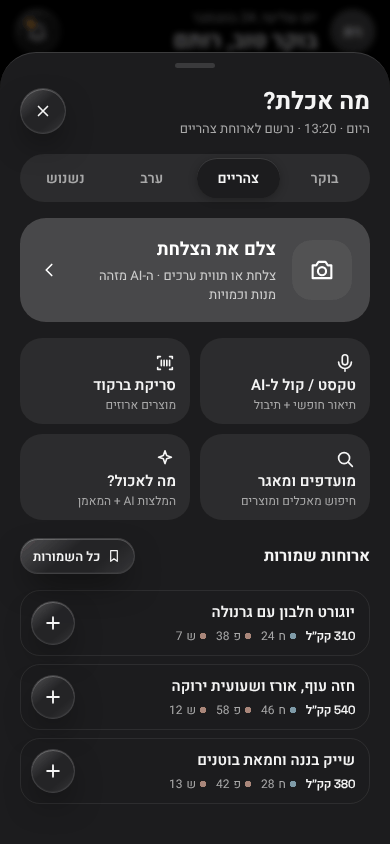 בוקר טוב, רותם
מה אכלת?
היום · 13:20 · נרשם לארוחת צהריים
בוקר
צהריים
ערב
נשנוש
צלם את הצלחת
צלחת או תווית ערכים · ה-AI מזהה
מנות וכמויות
טקסט / קול ל-AI
תיאור חופשי + תיבול
סריקת ברקוד
מוצרים ארוזים
מועדפים ומאגר
חיפוש מאכלים ומוצרים
מה לאכול?
המלצות AI + המאמן
ארוחות שמורות
כל השמורות
יוגורט חלבון עם גרנולה
310 קק"ל ח 24 פ 38 ש 7
חזה עוף, אורז ושעועית ירוקה
540 קק"ל ח 46 פ 58 ש 12
שייק בננה וחמאת בוטנים
380 קק"ל ח 28 פ 42 ש 13